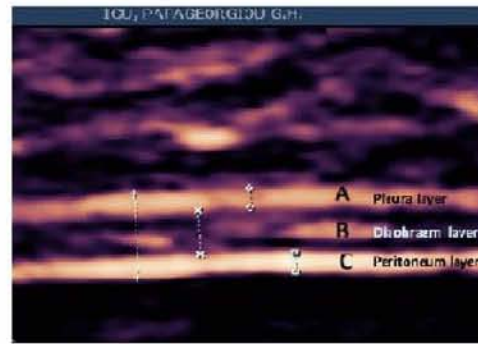 ICU, PAPAGEORGIOU G.H.
A Pleura layer
B Diaphragm layer
C Peritoneum layer